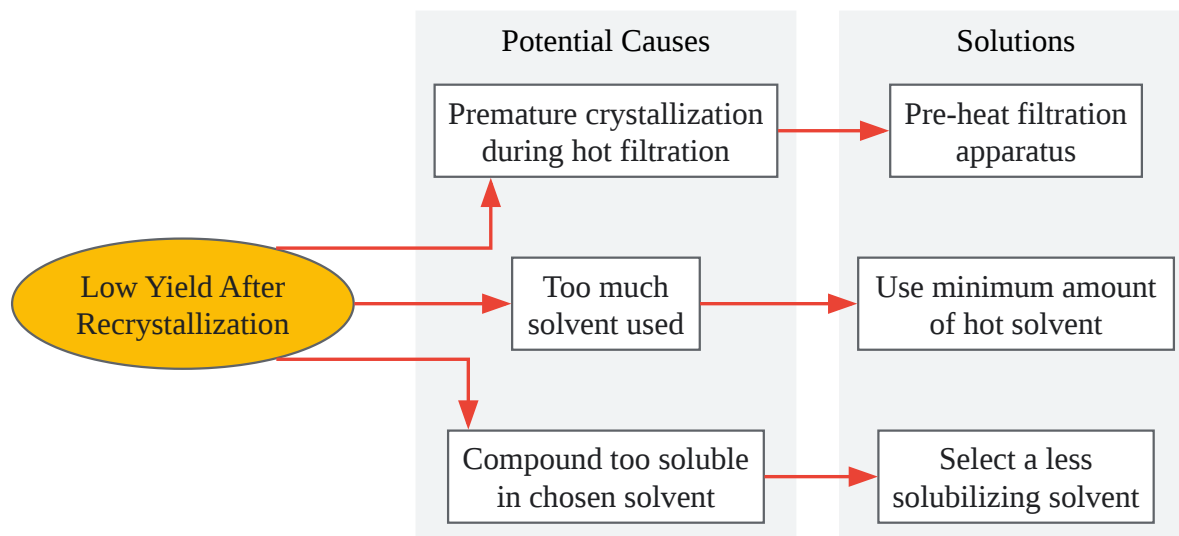 Potential Causes
Solutions
Premature crystallization
during hot filtration
Pre-heat filtration
apparatus
Low Yield After
Recrystallization
Too much
solvent used
Use minimum amount
of hot solvent
Compound too soluble
in chosen solvent
Select a less
solubilizing solvent